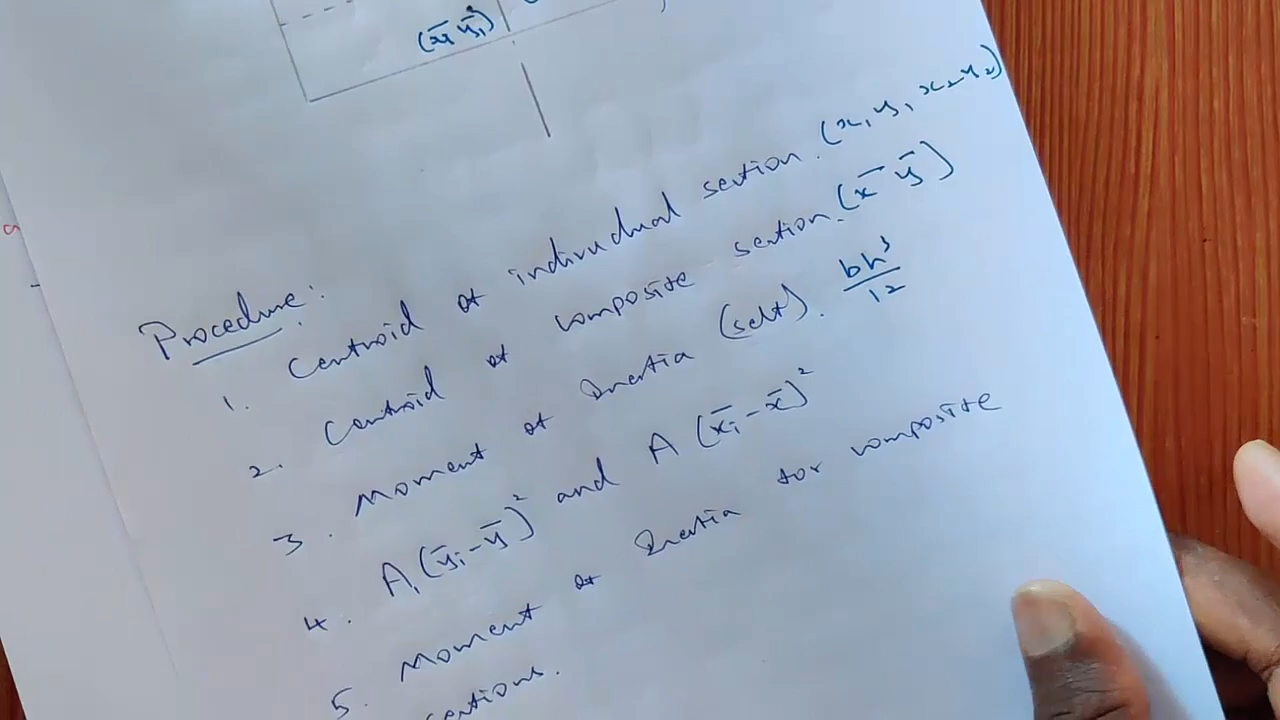 (x̄₁ ȳ₁)
Procedure:
1. Centroid of individual section. (x₁ y₁, x₂ y₂)
2. Centroid of composite section. (x̄ ȳ)
3. Moment of Inertia (self). bh³/12
4. A₁(ȳ₁-ȳ)² and A (x̄₁-x̄)²
5. Moment of Inertia for composite
sections.